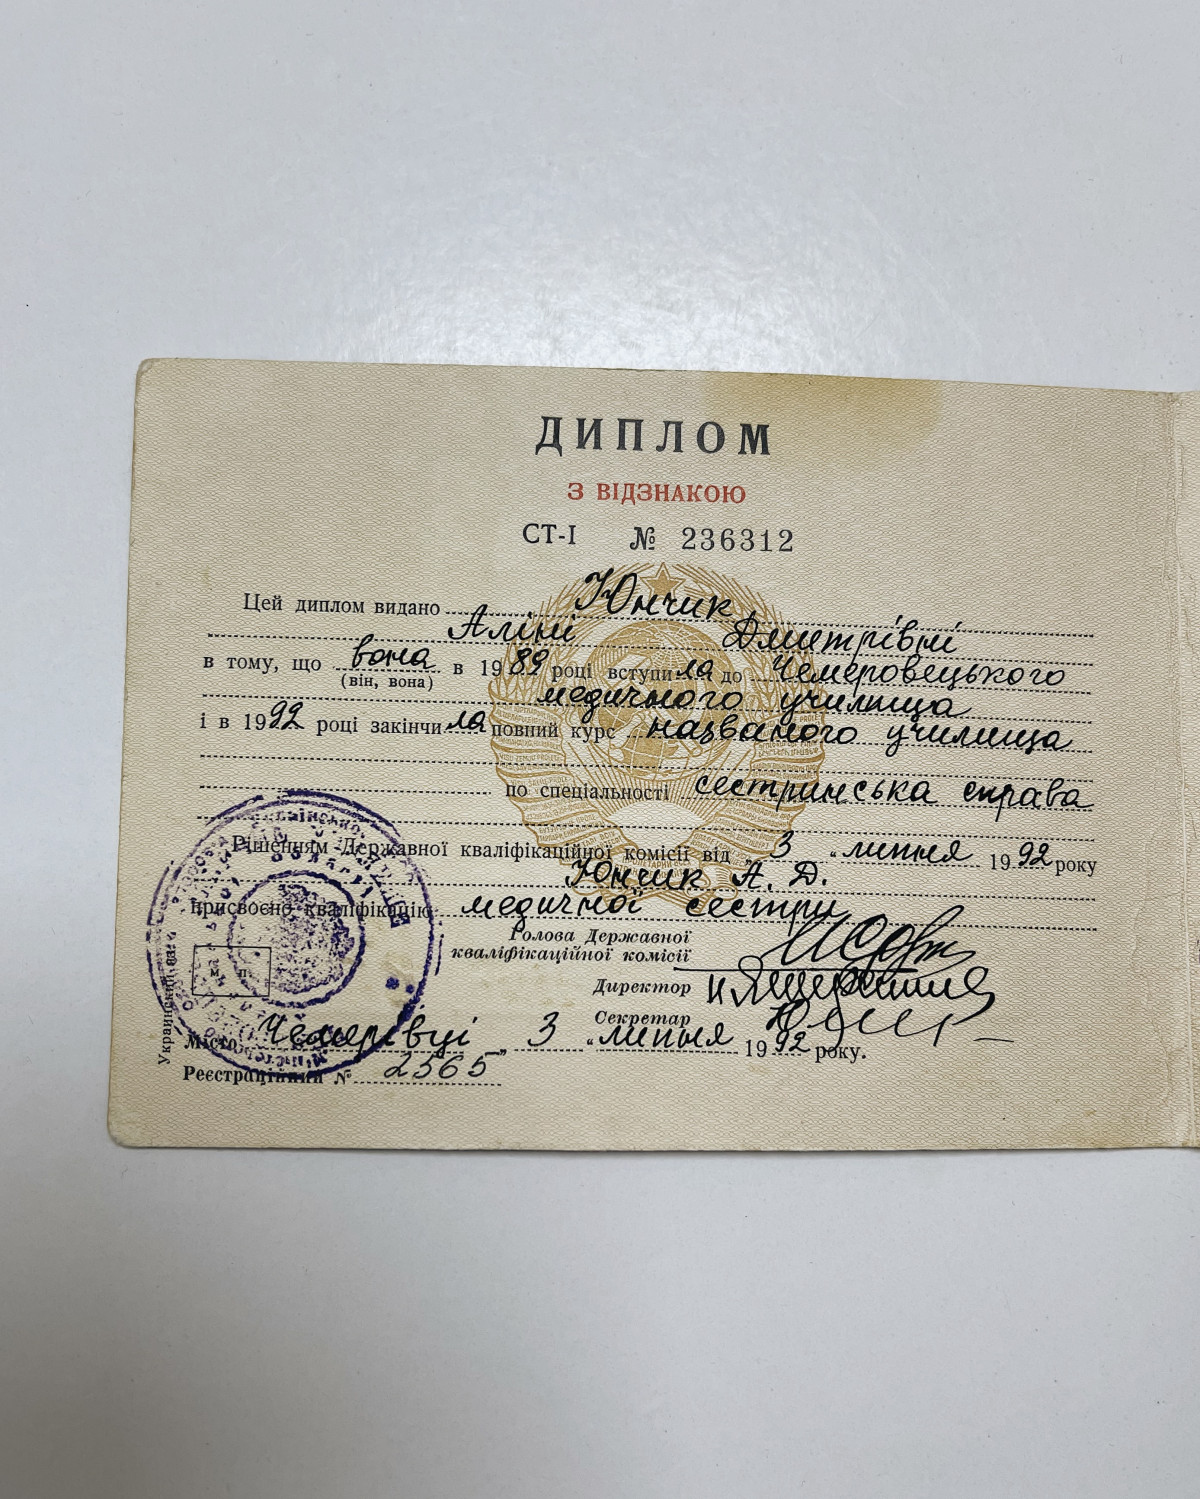 ДИПЛОМ
З ВІДЗНАКОЮ
СТ-І № 236312
Цей диплом видано Юнчик
Аліні Дмитрівні
в тому, що вона в 1989 році вступила до Чемеровецького
(він, вона)
медичного училища
і в 1992 році закінчила повний курс названого училища
по спеціальності сестринська справа
Рішенням Державної кваліфікаційної комісії від „ 3 “ липня 1992 року
Юнчик А. Д.
присвоєно кваліфікацію медичної сестри
Голова Державної
кваліфікаційної комісії
Директор
Секретар
Місто Чемерівці „ 3 “ липня 1992 року.
Реєстраційний № 2565
м. п.